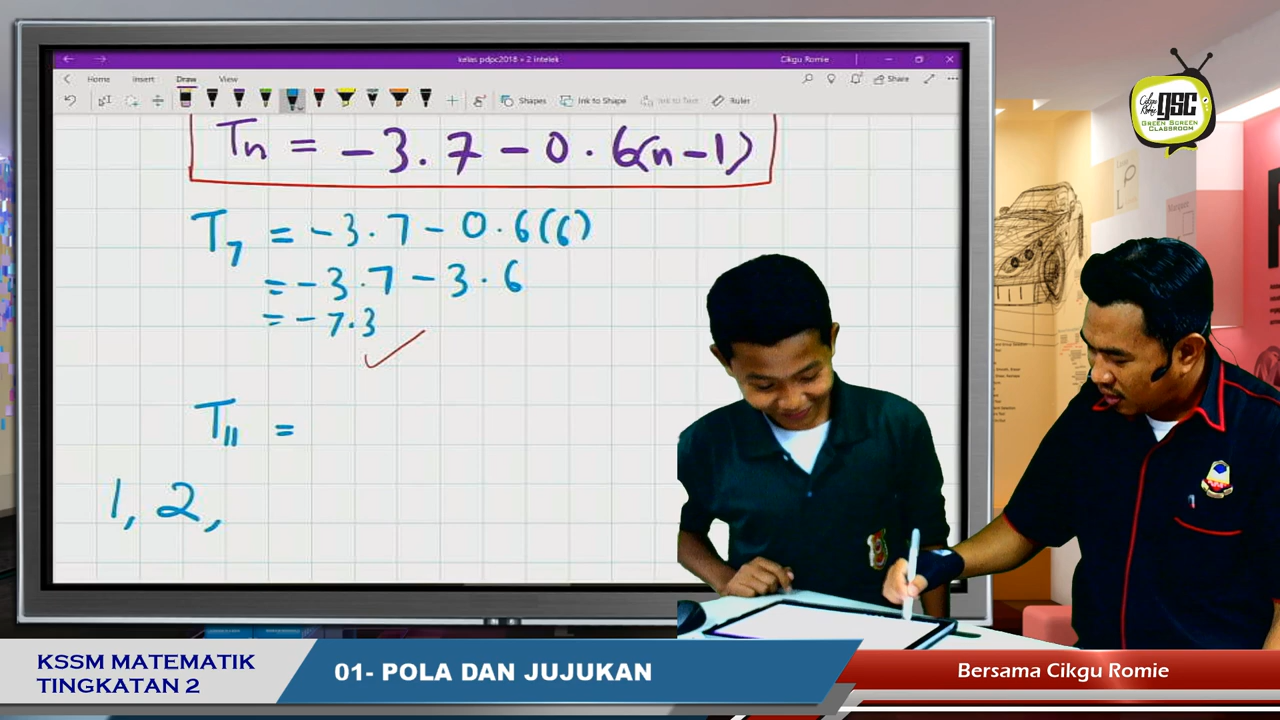 kelas pdpc2018 » 2 intelek
Cikgu Romie
Home Insert Draw View
Share
Shapes Ink to Shape Ink to Text Ruler
Tn = -3.7 - 0.6(n-1)
T7 = -3.7 - 0.6(6)
= -3.7 - 3.6
= -7.3
T11 =
1, 2,
Cikgu Romie GSC
GREEN SCREEN
CLASSROOM
KSSM MATEMATIK
TINGKATAN 2
01- POLA DAN JUJUKAN
Bersama Cikgu Romie